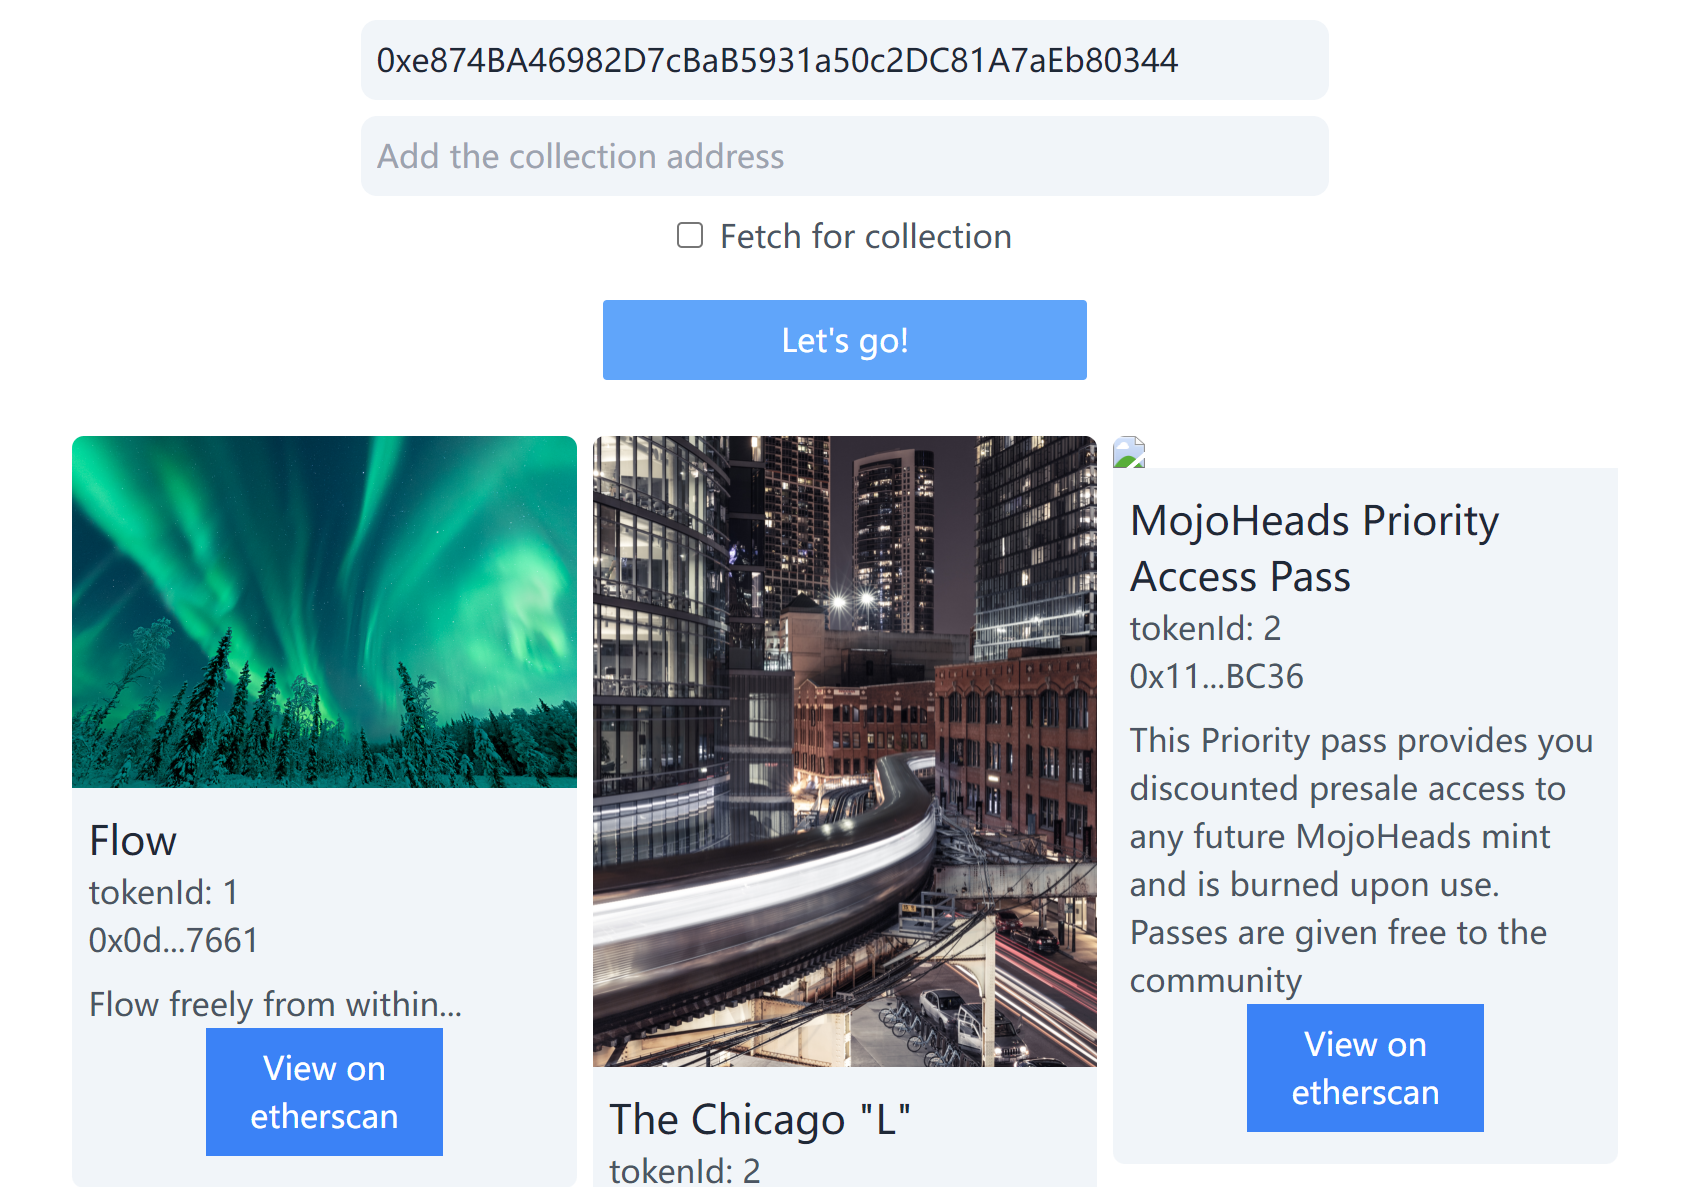 0xe874BA46982D7cBaB5931a50c2DC81A7aEb80344
Add the collection address
Fetch for collection
Let's go!
Flow
tokenId: 1
0x0d...7661
Flow freely from within...
View on
etherscan
The Chicago "L"
tokenId: 2
MojoHeads Priority
Access Pass
tokenId: 2
0x11...BC36
This Priority pass provides you
discounted presale access to
any future MojoHeads mint
and is burned upon use.
Passes are given free to the
community
View on
etherscan